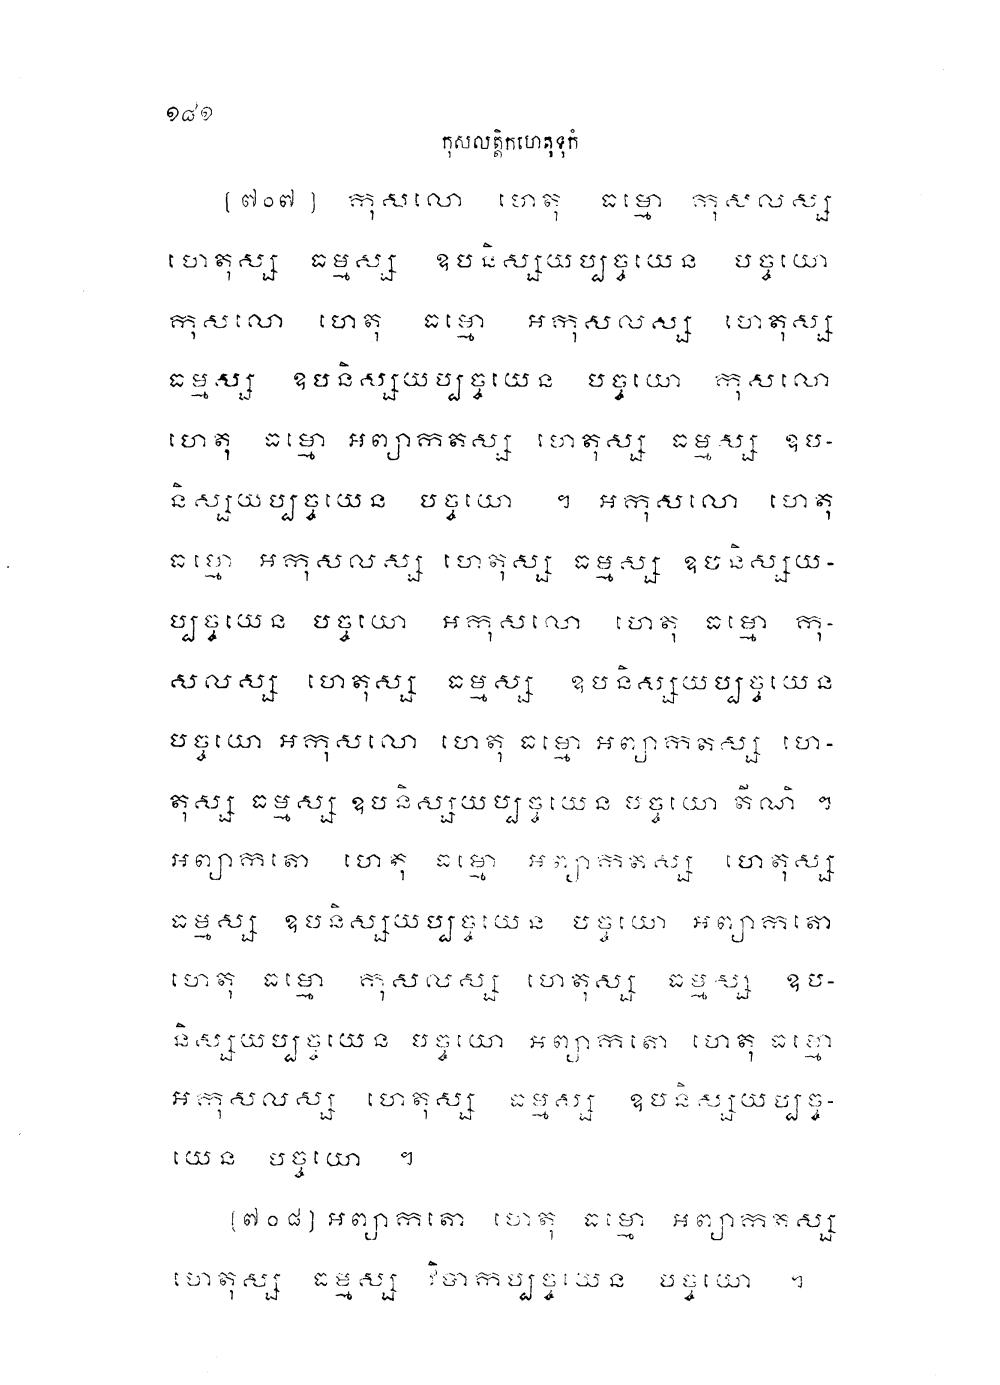 ១៨១
កុសលត្តិកហេតុទុកំ
[៧០៧] កុសលោ ហេតុ ធម្មោ កុសលស្ស
ហេតុស្ស ធម្មស្ស ឧបនិស្សយប្បច្ចយេន បច្ចយោ
កុសលោ ហេតុ ធម្មោ អកុសលស្ស ហេតុស្ស
ធម្មស្ស ឧបនិស្សយប្បច្ចយេន បច្ចយោ កុសលោ
ហេតុ ធម្មោ អព្យាកតស្ស ហេតុស្ស ធម្មស្ស ឧប-
និស្សយប្បច្ចយេន បច្ចយោ ។ អកុសលោ ហេតុ
ធម្មោ អកុសលស្ស ហេតុស្ស ធម្មស្ស ឧបនិស្សយ-
ប្បច្ចយេន បច្ចយោ អកុសលោ ហេតុ ធម្មោ កុ-
សលស្ស ហេតុស្ស ធម្មស្ស ឧបនិស្សយប្បច្ចយេន
បច្ចយោ អកុសលោ ហេតុ ធម្មោ អព្យាកតស្ស ហេ-
តុស្ស ធម្មស្ស ឧបនិស្សយប្បច្ចយេន បច្ចយោ តីណិ ។
អព្យាកតោ ហេតុ ធម្មោ អព្យាកតស្ស ហេតុស្ស
ធម្មស្ស ឧបនិស្សយប្បច្ចយេន បច្ចយោ អព្យាកតោ
ហេតុ ធម្មោ កុសលស្ស ហេតុស្ស ធម្មស្ស ឧប-
និស្សយប្បច្ចយេន បច្ចយោ អព្យាកតោ ហេតុ ធម្មោ
អកុសលស្ស ហេតុស្ស ធម្មស្ស ឧបនិស្សយប្បច្ច-
យេន បច្ចយោ ។
[៧០៨] អព្យាកតោ ហេតុ ធម្មោ អព្យាកតស្ស
ហេតុស្ស ធម្មស្ស វិបាកប្បច្ចយេន បច្ចយោ ។